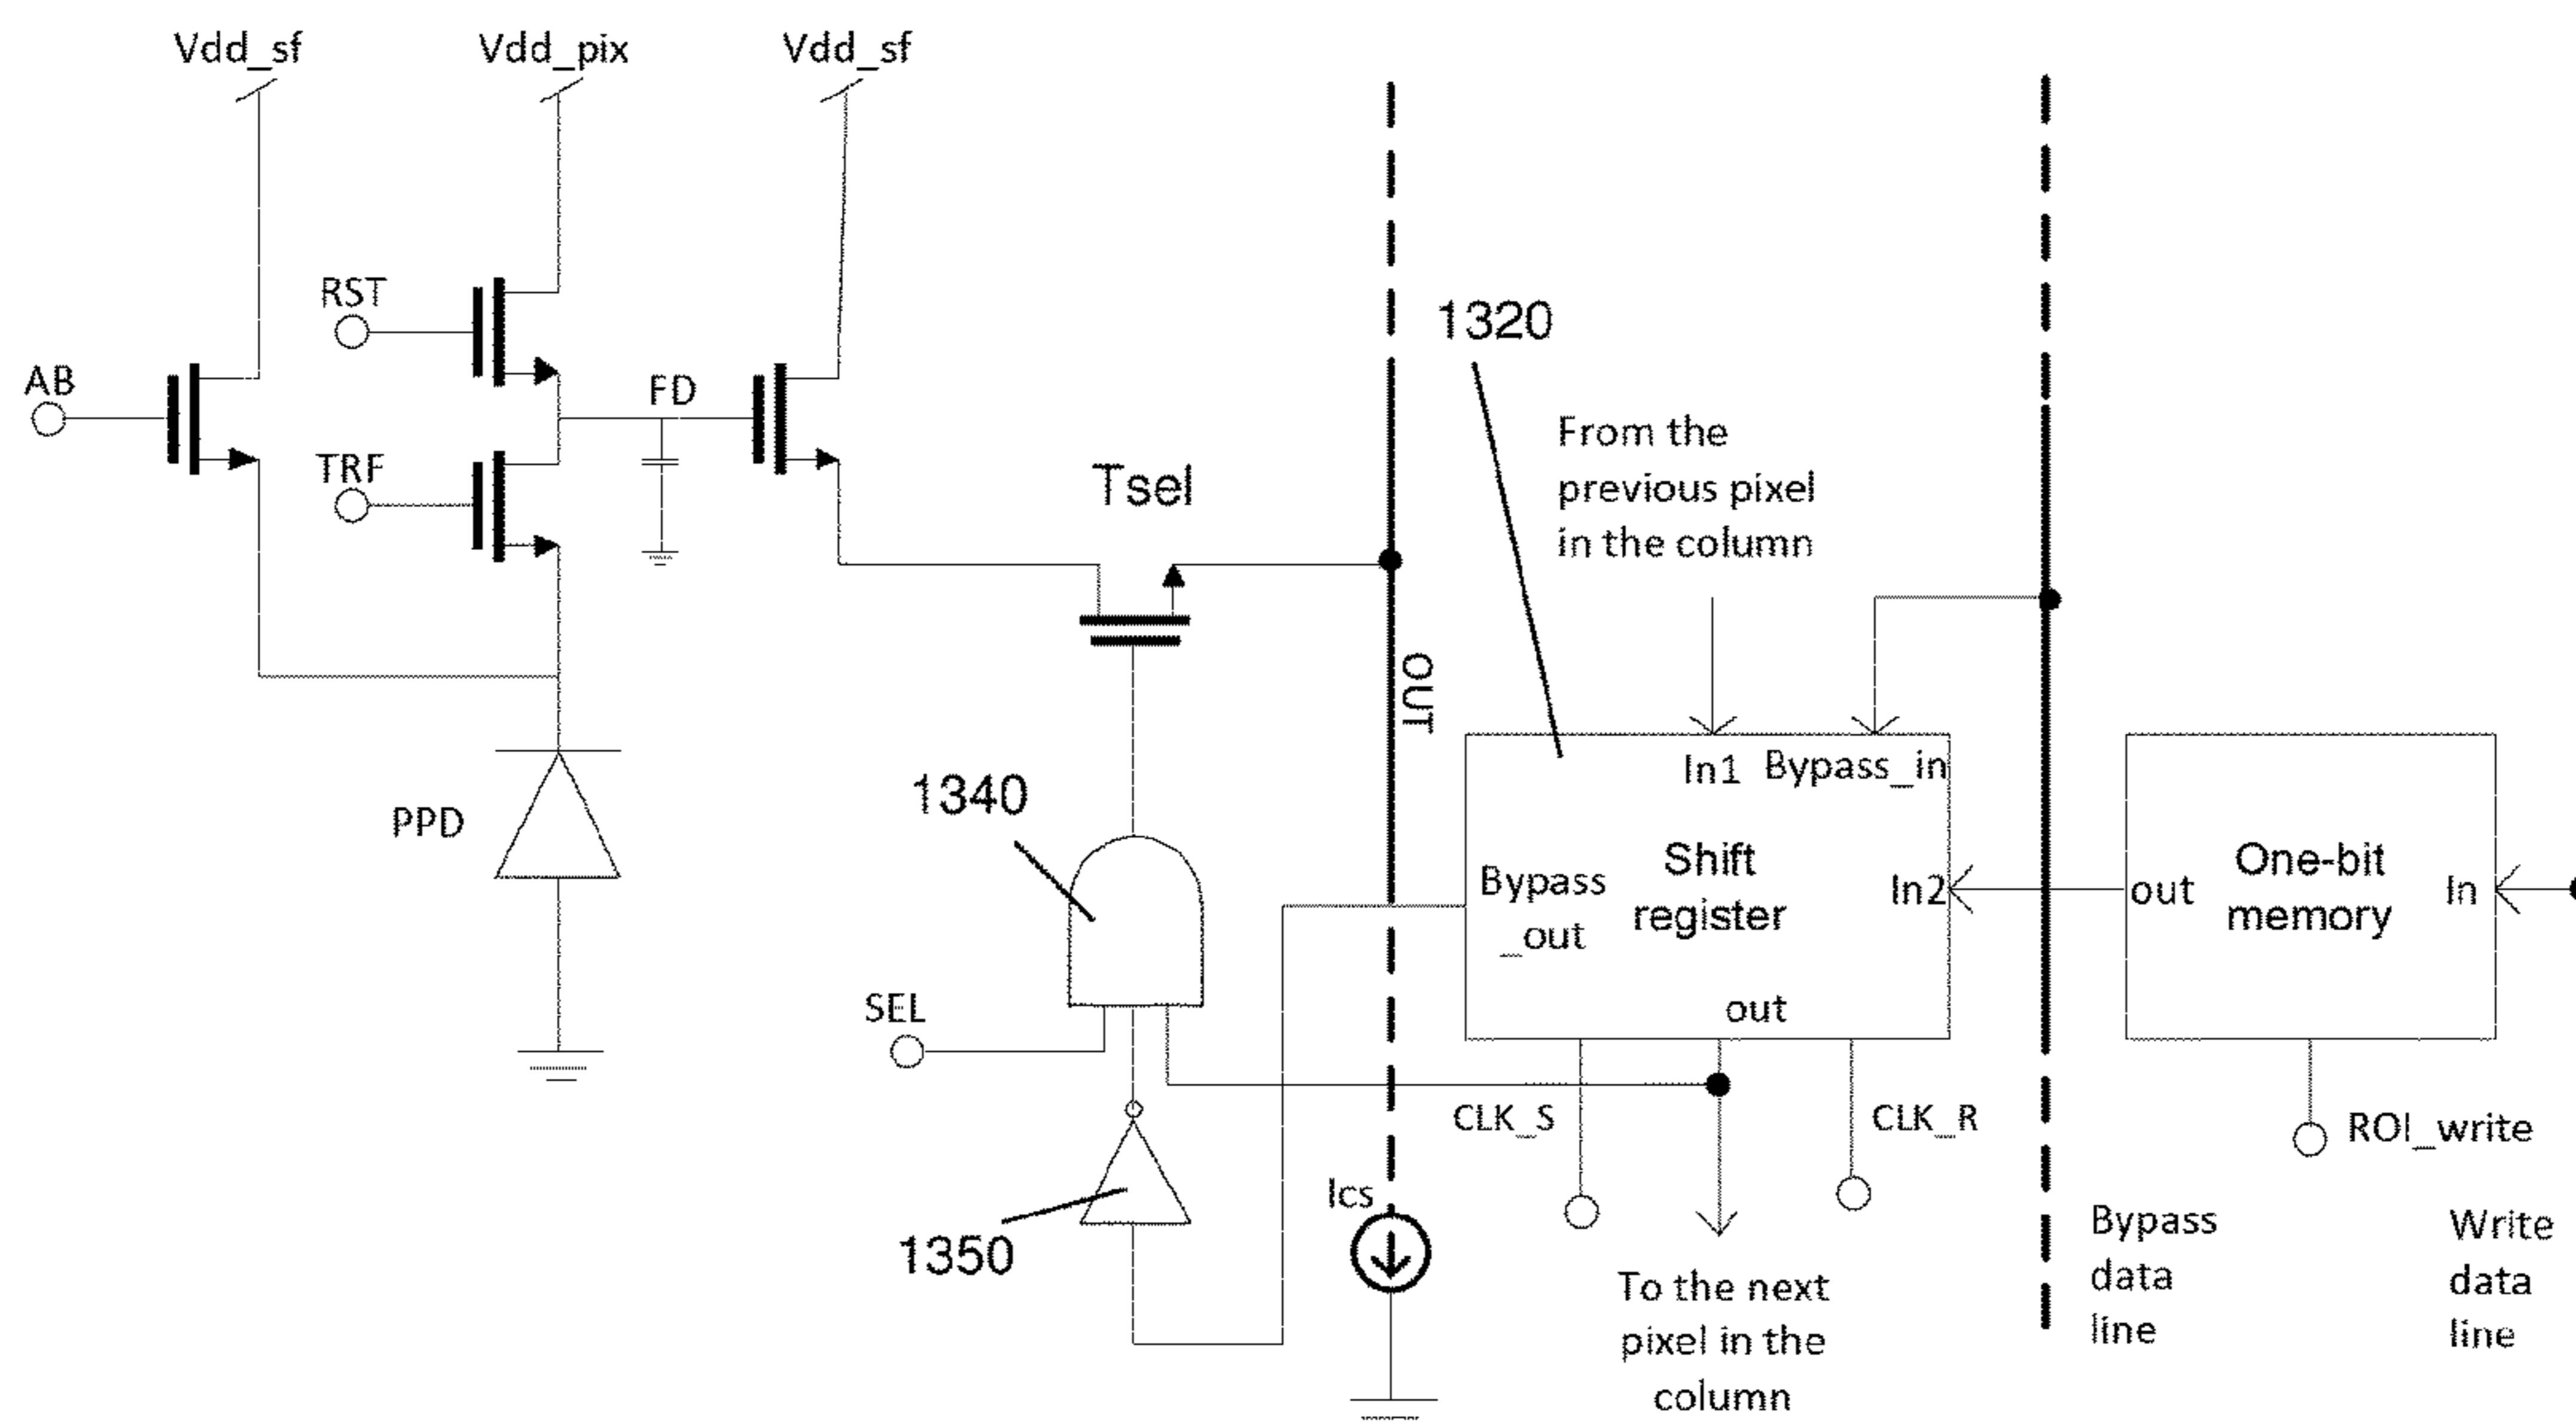 Vdd_sf
Vdd_pix
Vdd_sf
RST
AB
FD
TRF
Tsel
1320
From the
previous pixel
in the column
OUT
In1
Bypass_in
1340
PPD
Bypass
_out
Shift
register
In2
out
One-bit
memory
In
SEL
out
CLK_S
CLK_R
ROI_write
1350
Ics
To the next
pixel in the
column
Bypass
data
line
Write
data
line